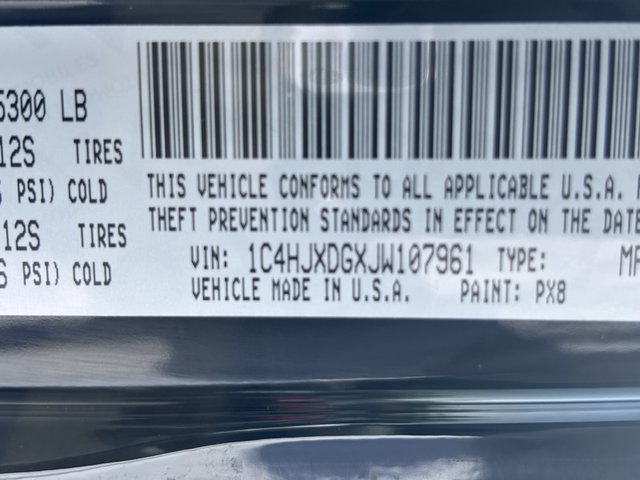 5300 LB
12S TIRES
PSI) COLD
12S TIRES
PSI) COLD
THIS VEHICLE CONFORMS TO ALL APPLICABLE U.S.A.
THEFT PREVENTION STANDARDS IN EFFECT ON THE DATE
VIN: 1C4HJXDGXJW107961 TYPE:
VEHICLE MADE IN U.S.A. PAINT: PX8